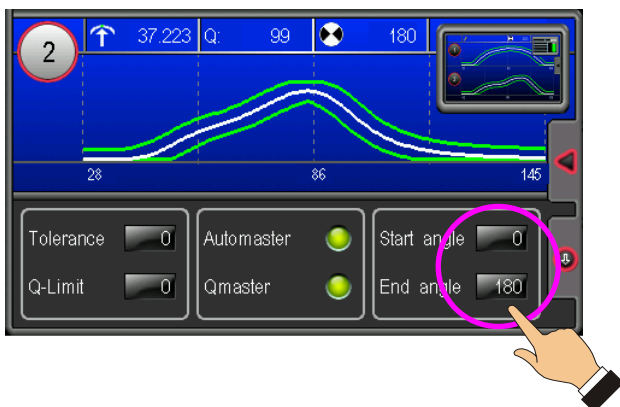 2 37.223 Q: 99 180
28 86 145
Tolerance 0 Automaster Start angle 0
Q-Limit 0 Qmaster End angle 180